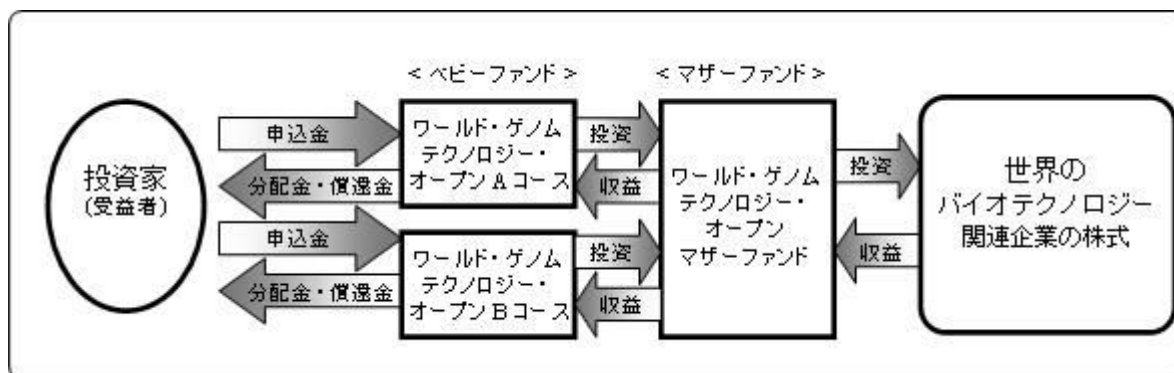 < ベビーファンド >
< マザーファンド >
投資家
(受益者)
申込金
分配金・償還金
申込金
分配金・償還金
ワールド・ゲノム
テクノロジー・
オープンAコース
ワールド・ゲノム
テクノロジー・
オープンBコース
投資
収益
投資
収益
ワールド・ゲノム
テクノロジー・
オープン
マザーファンド
投資
収益
世界の
バイオテクノロジー
関連企業の株式